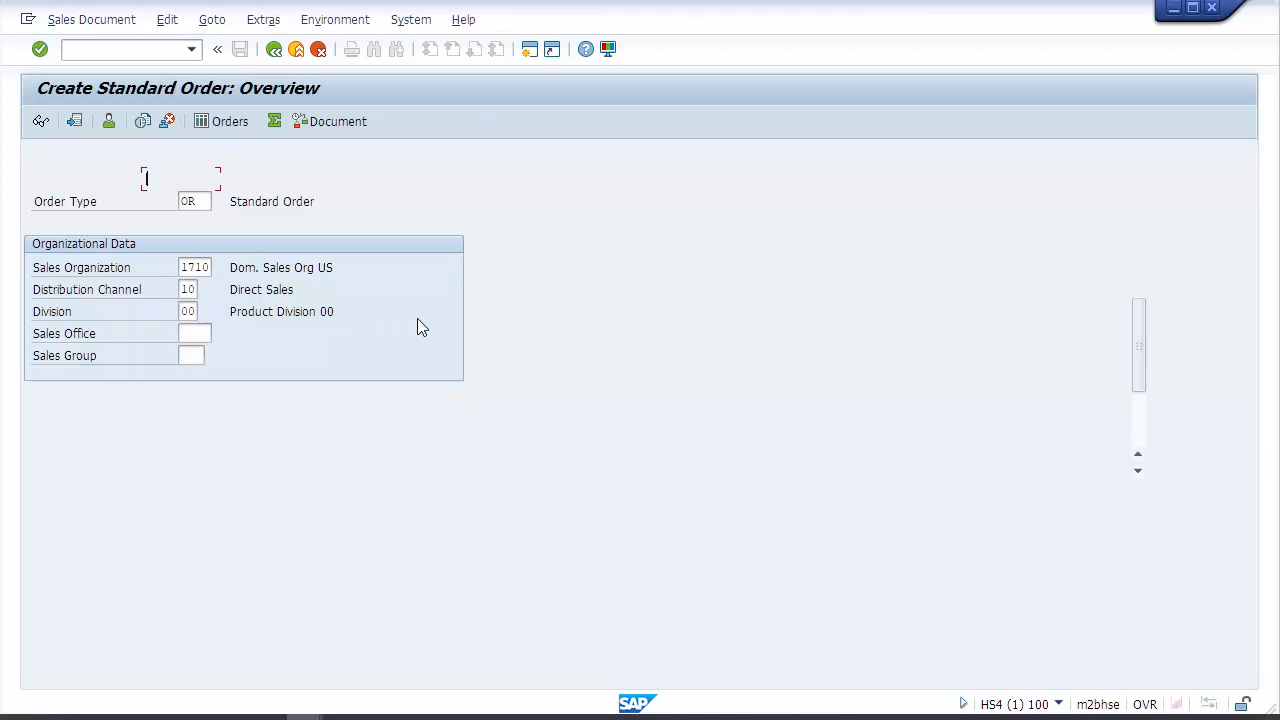 Sales Document Edit Goto Extras Environment System Help
Create Standard Order: Overview
Orders Document
Order Type OR Standard Order
Organizational Data
Sales Organization 1710 Dom. Sales Org US
Distribution Channel 10 Direct Sales
Division 00 Product Division 00
Sales Office
Sales Group
SAP HS4 (1) 100 m2bhse OVR